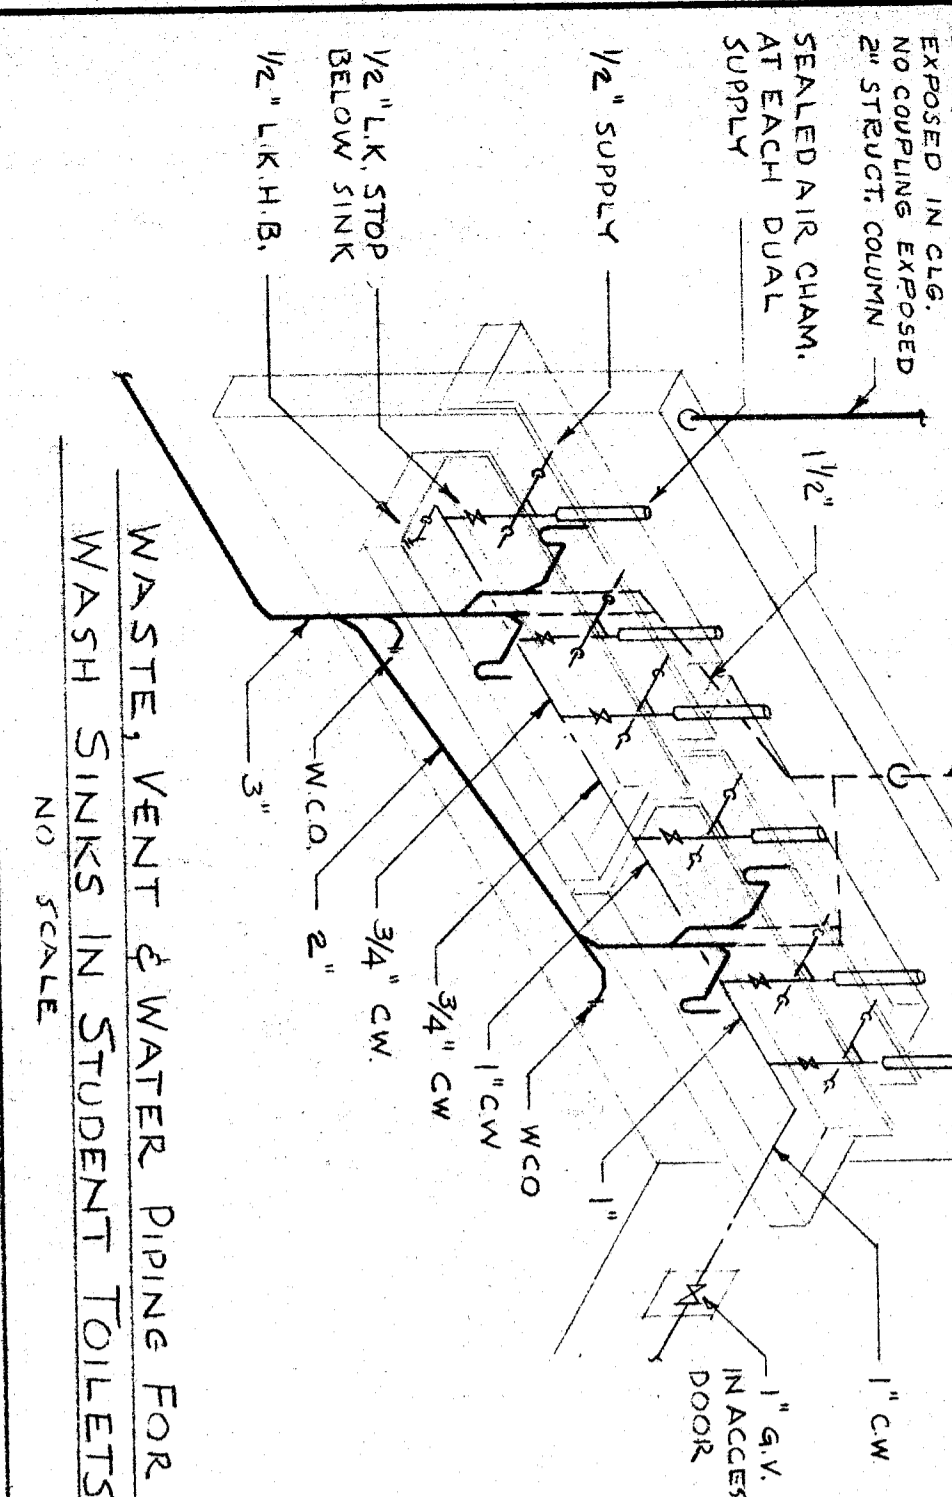 EXPOSED IN CLG.
NO COUPLING EXPOSED
2" STRUCT. COLUMN
SEALED AIR CHAM.
AT EACH DUAL
SUPPLY
1/2" SUPPLY
1/2" L.K. STOP
BELOW SINK
1/2" L.K.H.B.
1 1/2"
1" C.W
1" G.V.
IN ACCES
DOOR
1"
WCO
1" C.W
3/4" CW
3/4" CW.
2"
W.C.O.
3"
WASTE, VENT & WATER PIPING FOR
WASH SINKS IN STUDENT TOILETS
NO SCALE